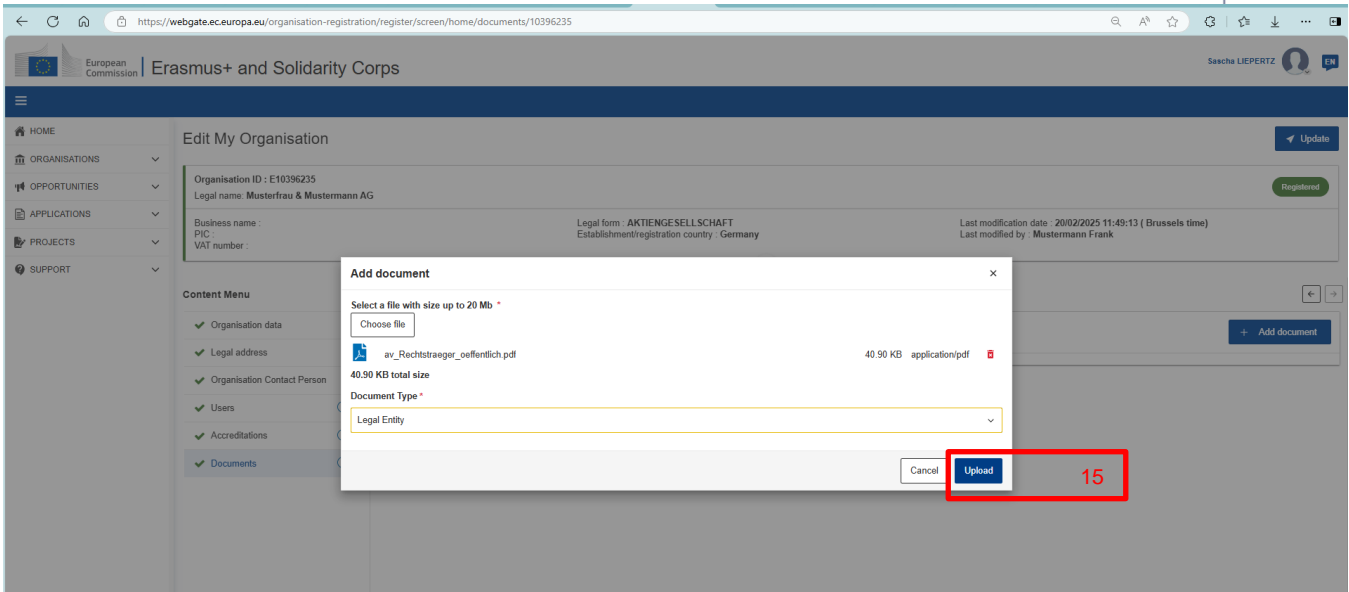 https://webgate.ec.europa.eu/organisation-registration/register/screen/home/documents/10396235
European
Commission
Erasmus+ and Solidarity Corps
Sascha LIEPERTZ
EN
HOME
Edit My Organisation
Update
ORGANISATIONS
OPPORTUNITIES
APPLICATIONS
PROJECTS
SUPPORT
Organisation ID : E10396235
Legal name: Musterfrau & Mustermann AG
Registered
Business name :
PIC :
VAT number :
Legal form : AKTIENGESELLSCHAFT
Establishment/registration country : Germany
Last modification date : 20/02/2025 11:49:13 ( Brussels time)
Last modified by : Mustermann Frank
Content Menu
Organisation data
Legal address
Organisation Contact Person
Users
Accreditations
Documents
+ Add document
Add document
×
Select a file with size up to 20 Mb *
Choose file
av_Rechtstraeger_oeffentlich.pdf 40.90 KB application/pdf
40.90 KB total size
Document Type *
Legal Entity
Cancel
Upload
15